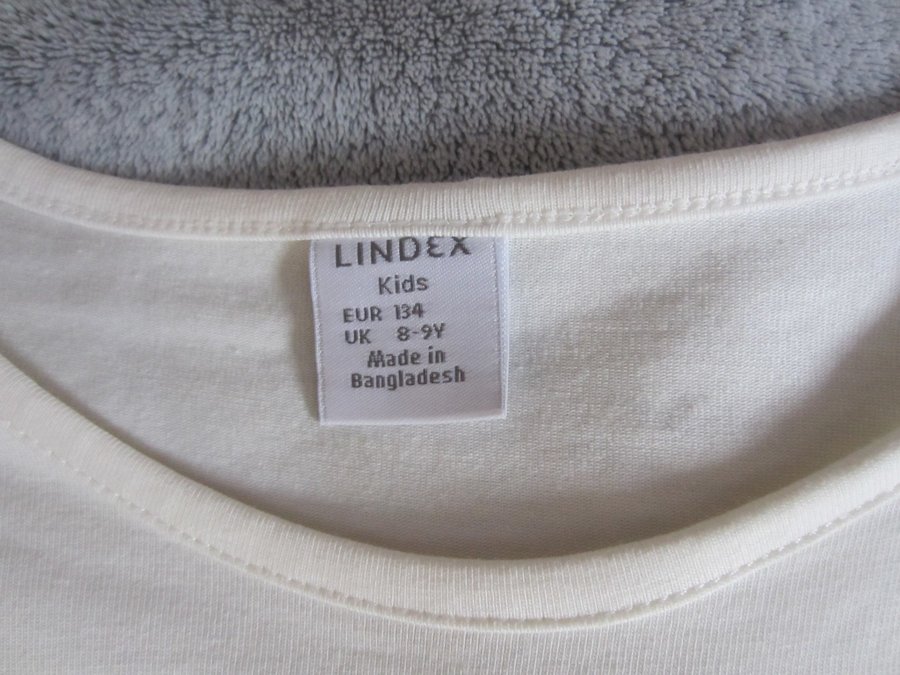 LINDEX
Kids
EUR 134
UK 8-9Y
Made in
Bangladesh